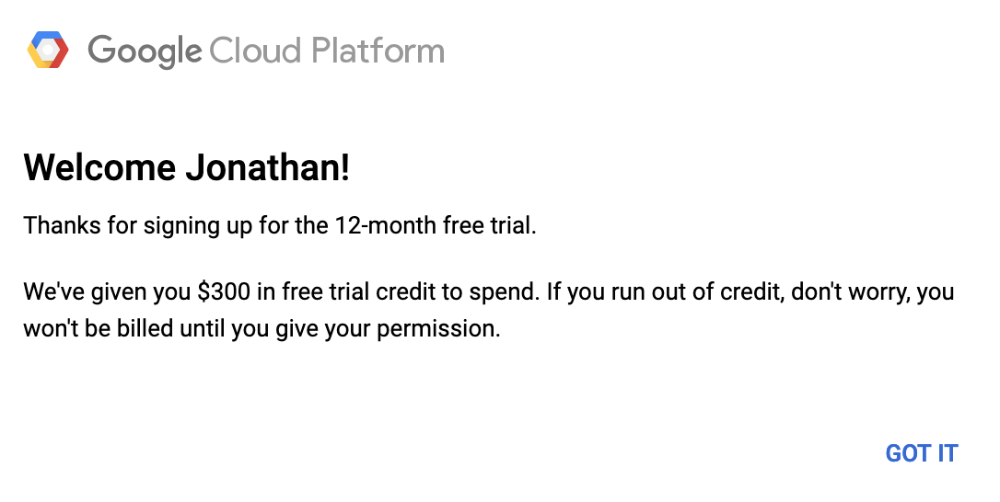 Google Cloud Platform
Welcome Jonathan!
Thanks for signing up for the 12-month free trial.
We've given you $300 in free trial credit to spend. If you run out of credit, don't worry, you
won't be billed until you give your permission.
GOT IT